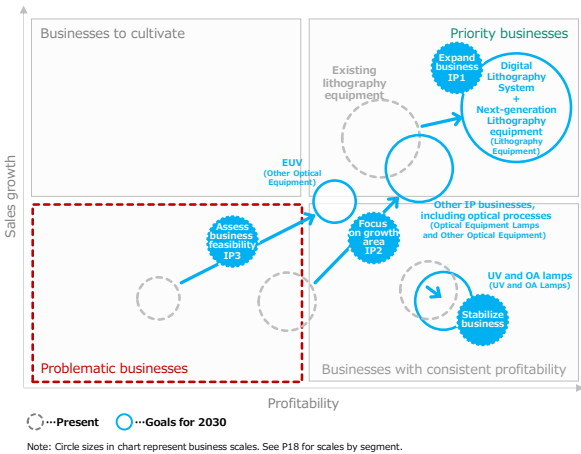 Businesses to cultivate
Priority businesses
Expand
business
IP1
Existing
lithography
equipment
Digital
Lithography
System
+
Next-generation
Lithography
equipment
(Lithography
Equipment)
EUV
(Other Optical
Equipment)
Sales growth
Assess
business
feasibility
IP3
Focus
on growth
area
IP2
Other IP businesses,
including optical processes
(Optical Equipment Lamps
and Other Optical Equipment)
UV and OA lamps
(UV and OA Lamps)
Stabilize
business
Problematic businesses
Businesses with consistent profitability
Profitability
···Present
···Goals for 2030
Note: Circle sizes in chart represent business scales. See P18 for scales by segment.